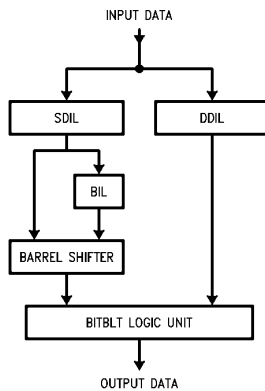 INPUT DATA
SDIL
DDIL
BIL
BARREL SHIFTER
BITBLT LOGIC UNIT
OUTPUT DATA